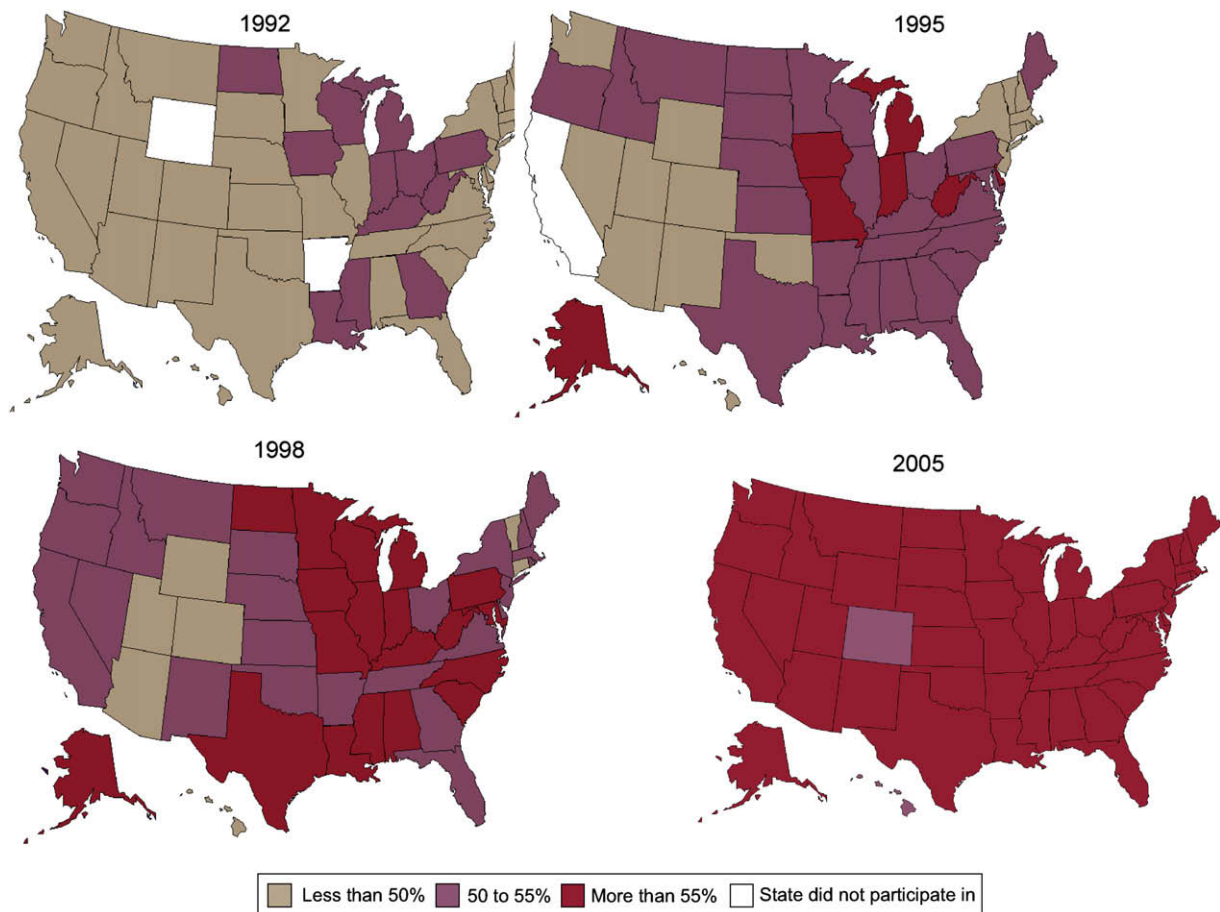 1992
1995
1998
2005
Less than 50% 50 to 55% More than 55% State did not participate in